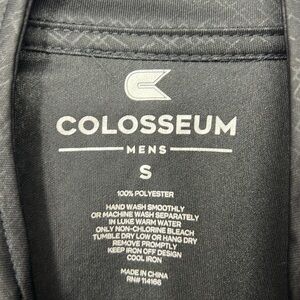 COLOSSEUM
MENS
S
100% POLYESTER
HAND WASH SMOOTHLY
OR MACHINE WASH SEPARATELY
IN LUKE WARM WATER
ONLY NON-CHLORINE BLEACH
TUMBLE DRY LOW OR HANG DRY
REMOVE PROMPTLY
KEEP IRON OFF DESIGN
COOL IRON
MADE IN CHINA
RN# 114166